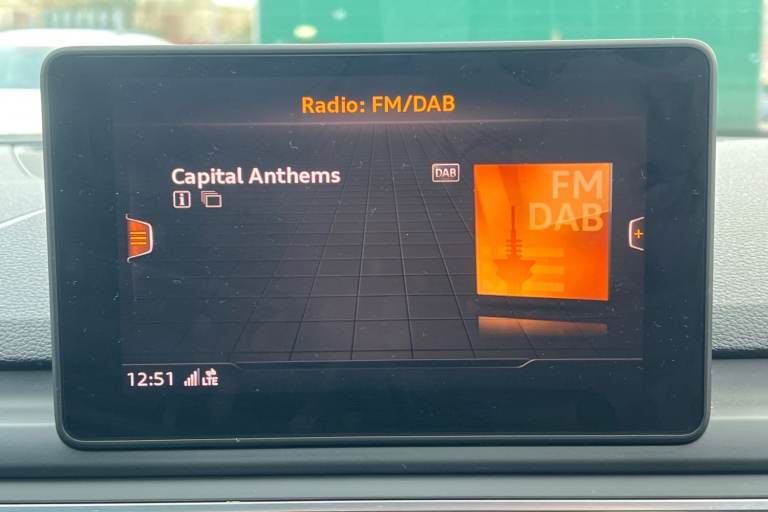 Radio: FM/DAB
Capital Anthems
DAB
FM
DAB
12:51
LTE